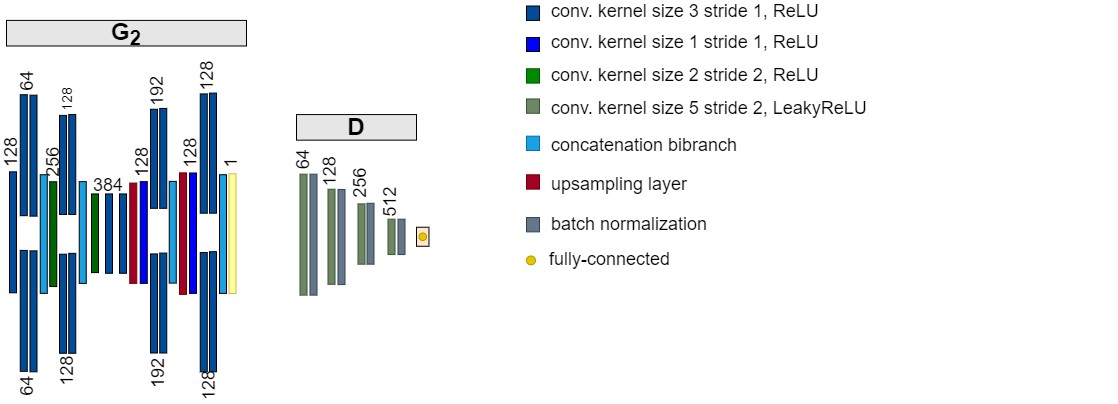 G2
64
128
192
128
128
256
384
128
128
1
64
128
192
128
D
64
128
256
512
conv. kernel size 3 stride 1, ReLU
conv. kernel size 1 stride 1, ReLU
conv. kernel size 2 stride 2, ReLU
conv. kernel size 5 stride 2, LeakyReLU
concatenation bibranch
upsampling layer
batch normalization
fully-connected